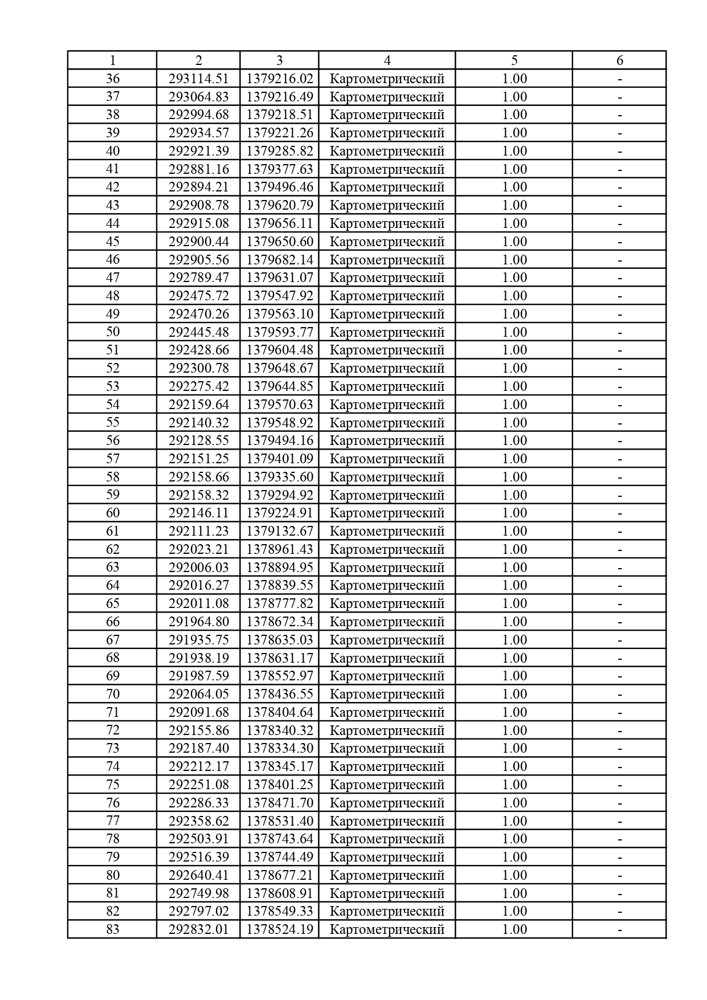 1 2 3 4 5 6
36 293114.51 1379216.02 Картометрический 1.00 -
37 293064.83 1379216.49 Картометрический 1.00 -
38 292994.68 1379218.51 Картометрический 1.00 -
39 292934.57 1379221.26 Картометрический 1.00 -
40 292921.39 1379285.82 Картометрический 1.00 -
41 292881.16 1379377.63 Картометрический 1.00 -
42 292894.21 1379496.46 Картометрический 1.00 -
43 292908.78 1379620.79 Картометрический 1.00 -
44 292915.08 1379656.11 Картометрический 1.00 -
45 292900.44 1379650.60 Картометрический 1.00 -
46 292905.56 1379682.14 Картометрический 1.00 -
47 292789.47 1379631.07 Картометрический 1.00 -
48 292475.72 1379547.92 Картометрический 1.00 -
49 292470.26 1379563.10 Картометрический 1.00 -
50 292445.48 1379593.77 Картометрический 1.00 -
51 292428.66 1379604.48 Картометрический 1.00 -
52 292300.78 1379648.67 Картометрический 1.00 -
53 292275.42 1379644.85 Картометрический 1.00 -
54 292159.64 1379570.63 Картометрический 1.00 -
55 292140.32 1379548.92 Картометрический 1.00 -
56 292128.55 1379494.16 Картометрический 1.00 -
57 292151.25 1379401.09 Картометрический 1.00 -
58 292158.66 1379335.60 Картометрический 1.00 -
59 292158.32 1379294.92 Картометрический 1.00 -
60 292146.11 1379224.91 Картометрический 1.00 -
61 292111.23 1379132.67 Картометрический 1.00 -
62 292023.21 1378961.43 Картометрический 1.00 -
63 292006.03 1378894.95 Картометрический 1.00 -
64 292016.27 1378839.55 Картометрический 1.00 -
65 292011.08 1378777.82 Картометрический 1.00 -
66 291964.80 1378672.34 Картометрический 1.00 -
67 291935.75 1378635.03 Картометрический 1.00 -
68 291938.19 1378631.17 Картометрический 1.00 -
69 291987.59 1378552.97 Картометрический 1.00 -
70 292064.05 1378436.55 Картометрический 1.00 -
71 292091.68 1378404.64 Картометрический 1.00 -
72 292155.86 1378340.32 Картометрический 1.00 -
73 292187.40 1378334.30 Картометрический 1.00 -
74 292212.17 1378345.17 Картометрический 1.00 -
75 292251.08 1378401.25 Картометрический 1.00 -
76 292286.33 1378471.70 Картометрический 1.00 -
77 292358.62 1378531.40 Картометрический 1.00 -
78 292503.91 1378743.64 Картометрический 1.00 -
79 292516.39 1378744.49 Картометрический 1.00 -
80 292640.41 1378677.21 Картометрический 1.00 -
81 292749.98 1378608.91 Картометрический 1.00 -
82 292797.02 1378549.33 Картометрический 1.00 -
83 292832.01 1378524.19 Картометрический 1.00 -